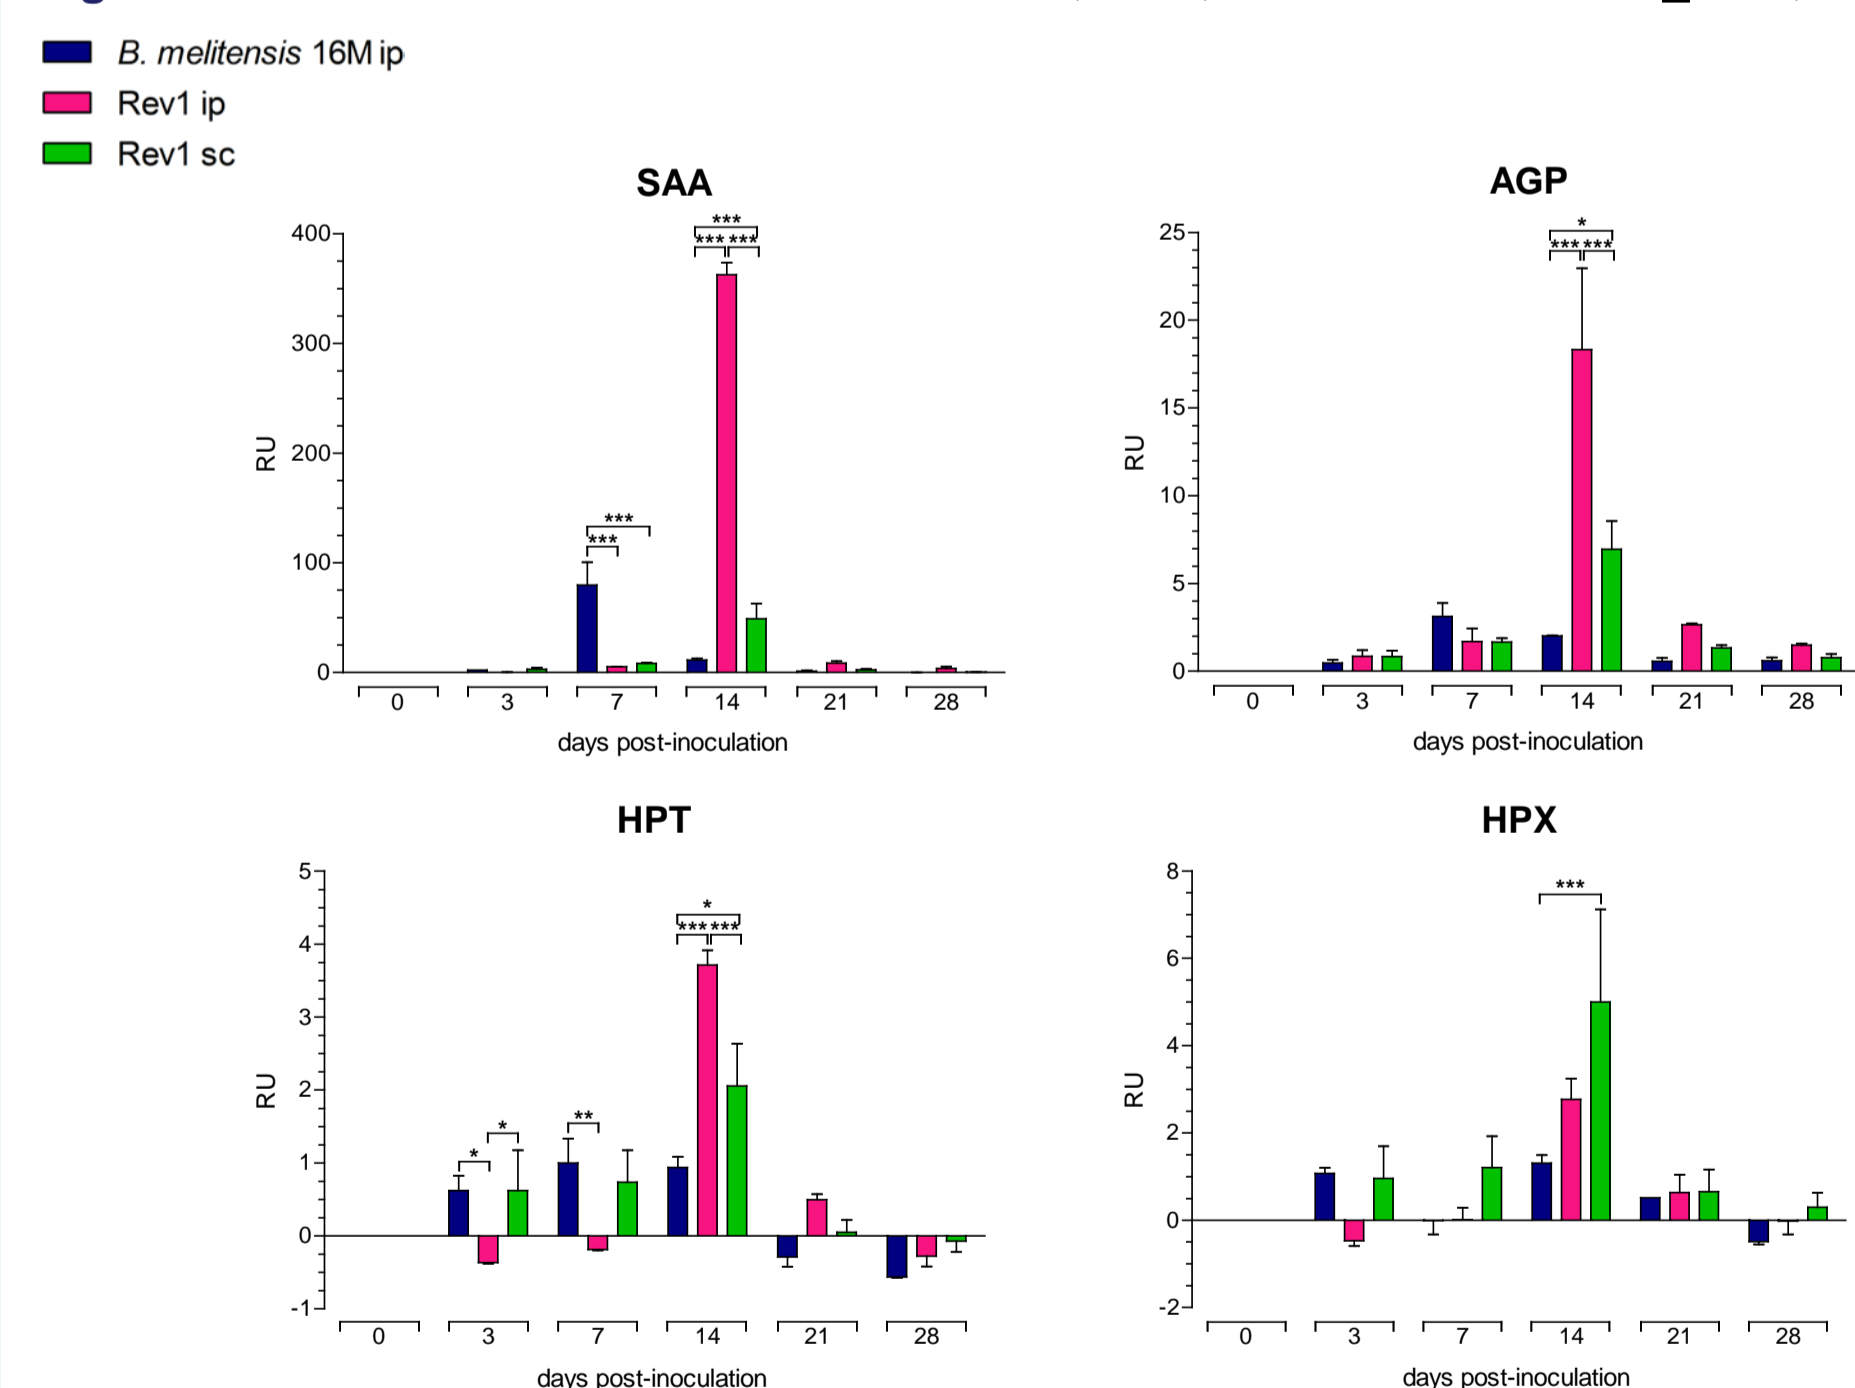 B. melitensis 16M ip
Rev1 ip
Rev1 sc
SAA
***
*** ***
***
***
400
300
200
100
0
RU
0 3 7 14 21 28
days post-inoculation
AGP
*
*** ***
25
20
15
10
5
0
RU
0 3 7 14 21 28
days post-inoculation
HPT
*
*** ***
**
*
*
5
4
3
2
1
0
-1
RU
0 3 7 14 21 28
days post-inoculation
HPX
***
8
6
4
2
0
-2
RU
0 3 7 14 21 28
days post-inoculation